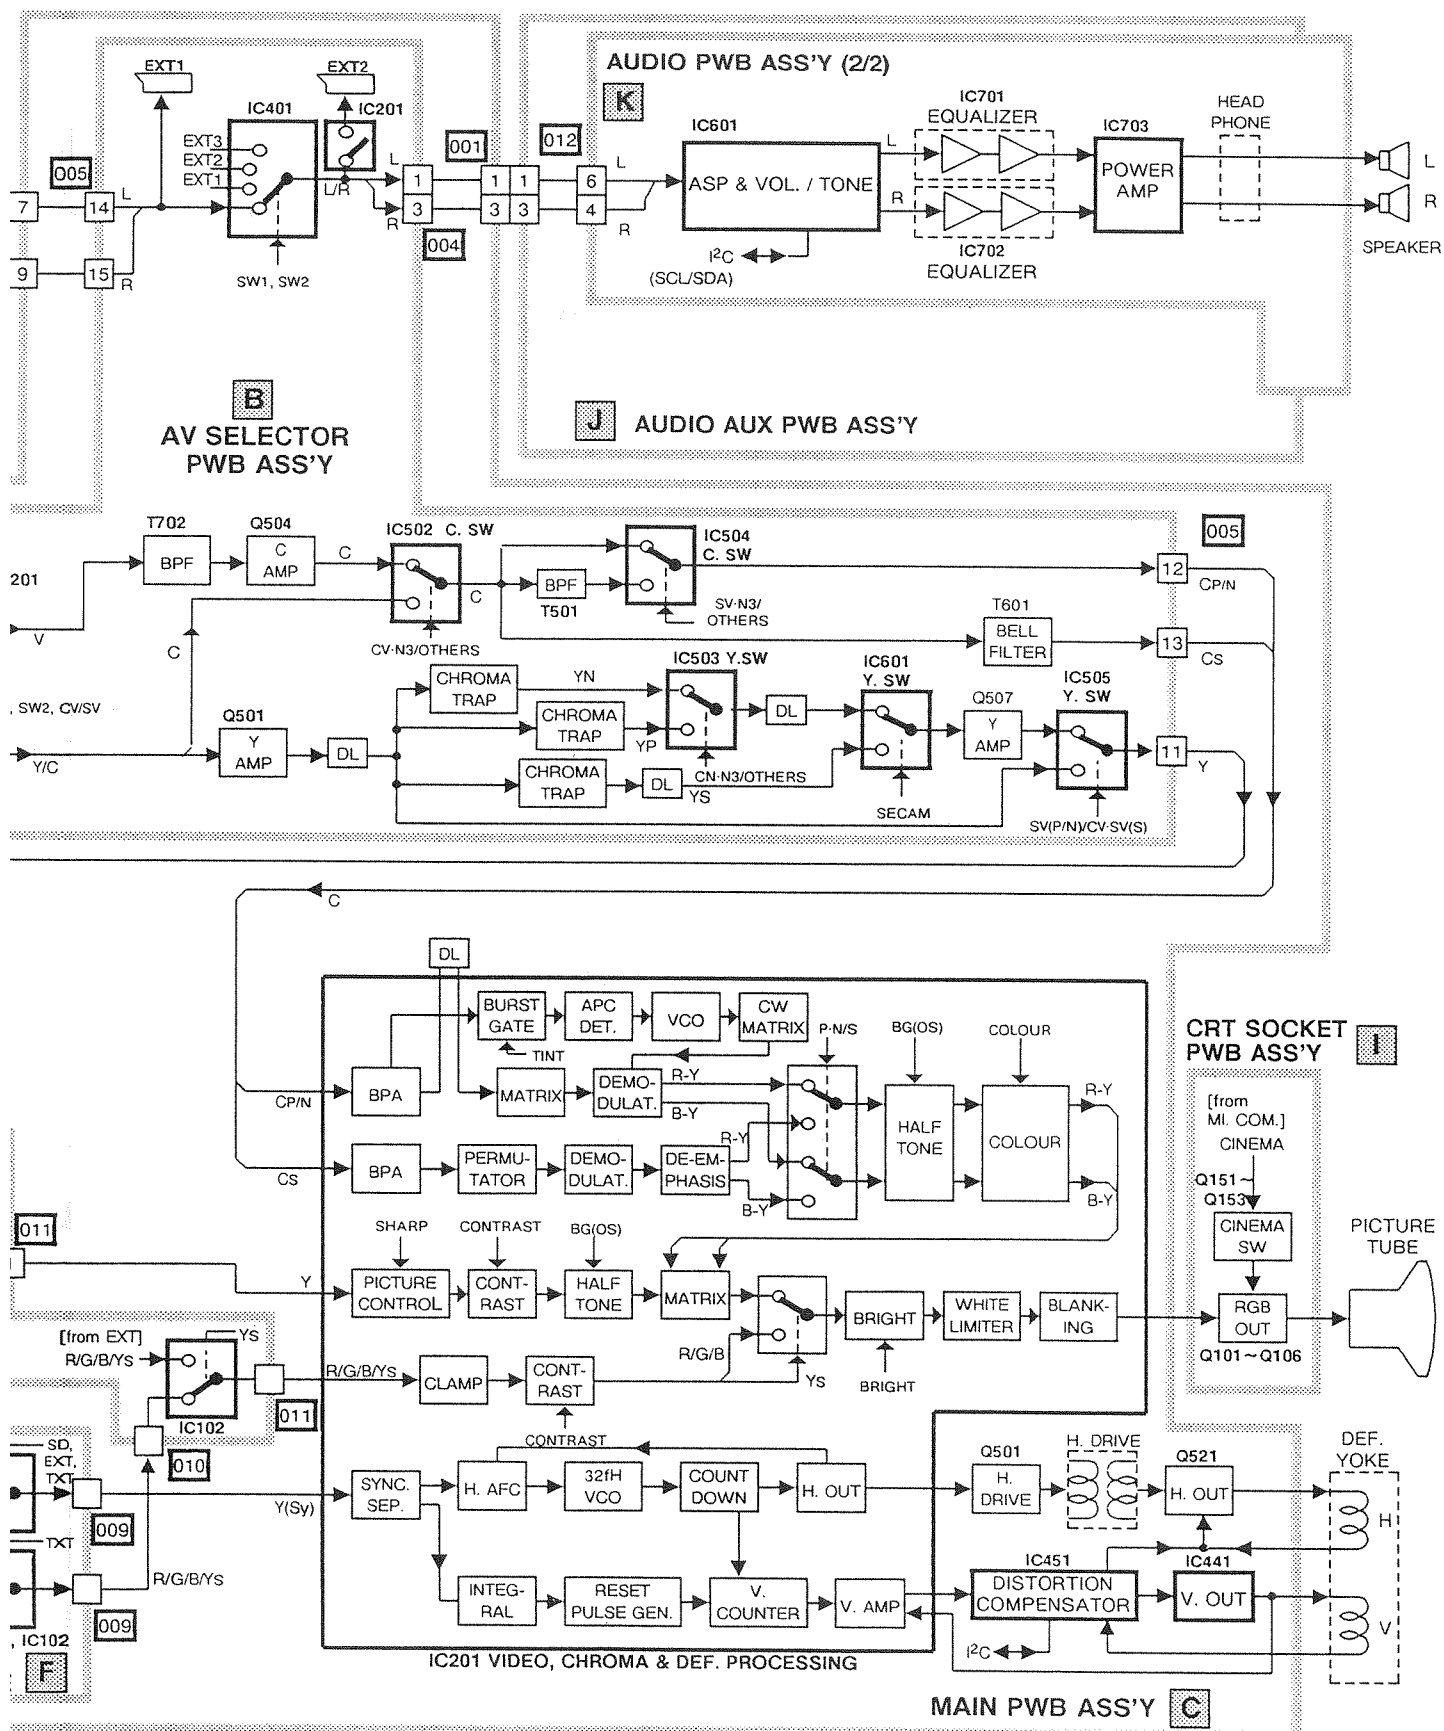 AUDIO PWB ASS'Y (2/2)
K
EXT1
EXT2
IC401
IC201
EXT3
EXT2
EXT1
L/R
L
R
005
7
14
L
9
15
R
SW1, SW2
001
1
3
004
1
1
3
3
012
6
4
L
R
IC601
ASP & VOL. / TONE
I²C
(SCL/SDA)
L
R
IC701
EQUALIZER
IC702
EQUALIZER
IC703
POWER
AMP
HEAD
PHONE
L
R
SPEAKER
B
AV SELECTOR
PWB ASS'Y
J
AUDIO AUX PWB ASS'Y
201
V
T702
BPF
Q504
C
AMP
C
C
IC502 C. SW
CV·N3/OTHERS
C
BPF
T501
IC504
C. SW
SV·N3/
OTHERS
T601
BELL
FILTER
005
12
CP/N
13
CS
, SW2, CV/SV
Y/C
Q501
Y
AMP
DL
CHROMA
TRAP
YN
CHROMA
TRAP
YP
CHROMA
TRAP
DL
YS
IC503 Y.SW
CN·N3/OTHERS
DL
IC601
Y. SW
SECAM
Q507
Y
AMP
IC505
Y. SW
SV(P/N)/CV·SV(S)
11
Y
C
DL
BURST
GATE
TINT
APC
DET.
VCO
CW
MATRIX
P·N/S
BG(OS)
COLOUR
CP/N
BPA
MATRIX
DEMO-
DULAT.
R-Y
B-Y
CS
BPA
PERMU-
TATOR
DEMO-
DULAT.
DE-EM-
PHASIS
R-Y
B-Y
HALF
TONE
COLOUR
R-Y
B-Y
CRT SOCKET
PWB ASS'Y
I
[from
MI. COM.]
CINEMA
Q151~
Q153
CINEMA
SW
RGB
OUT
Q101~Q106
PICTURE
TUBE
011
SHARP
CONTRAST
BG(OS)
Y
PICTURE
CONTROL
CONT-
RAST
HALF
TONE
MATRIX
BRIGHT
BRIGHT
WHITE
LIMITER
BLANK-
ING
[from EXT]
YS
R/G/B/YS
IC102
011
R/G/B/YS
CLAMP
CONT-
RAST
CONTRAST
R/G/B
YS
010
SD,
EXT,
TXT
009
TXT
R/G/B/YS
009
, IC102
F
Y(Sy)
SYNC.
SEP.
H. AFC
32fH
VCO
COUNT
DOWN
H. OUT
INTEG-
RAL
RESET
PULSE GEN.
V.
COUNTER
V. AMP
IC201 VIDEO, CHROMA & DEF. PROCESSING
Q501
H.
DRIVE
H. DRIVE
Q521
H. OUT
DEF.
YOKE
H
IC451
DISTORTION
COMPENSATOR
I²C
IC441
V. OUT
V
MAIN PWB ASS'Y
C